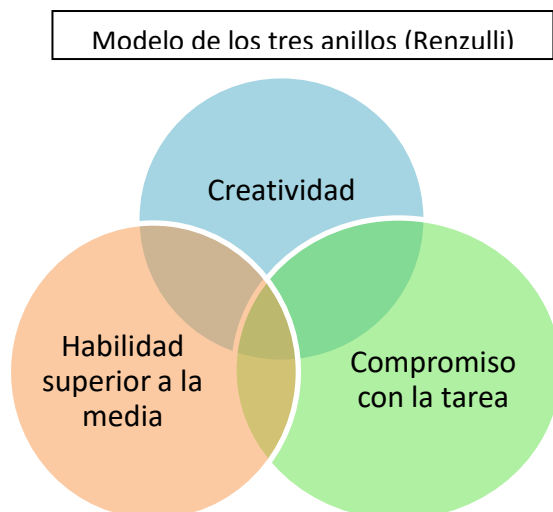 Modelo de los tres anillos (Renzulli)
Creatividad
Habilidad
superior a la
media
Compromiso
con la tarea